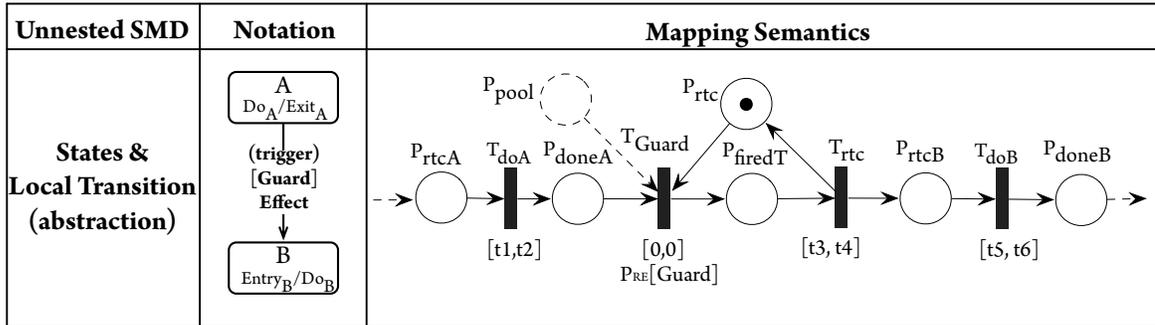 Unnested SMD
Notation
Mapping Semantics
States &
Local Transition
(abstraction)
A
DoA/ExitA
(trigger)
[Guard]
Effect
B
EntryB/DoB
Ppool
Prtc
TGuard
PrtcA
TdoA
PdoneA
PfiredT
Trtc
PrtcB
TdoB
PdoneB
[t1,t2]
[0,0]
[t3, t4]
[t5, t6]
PRE[Guard]